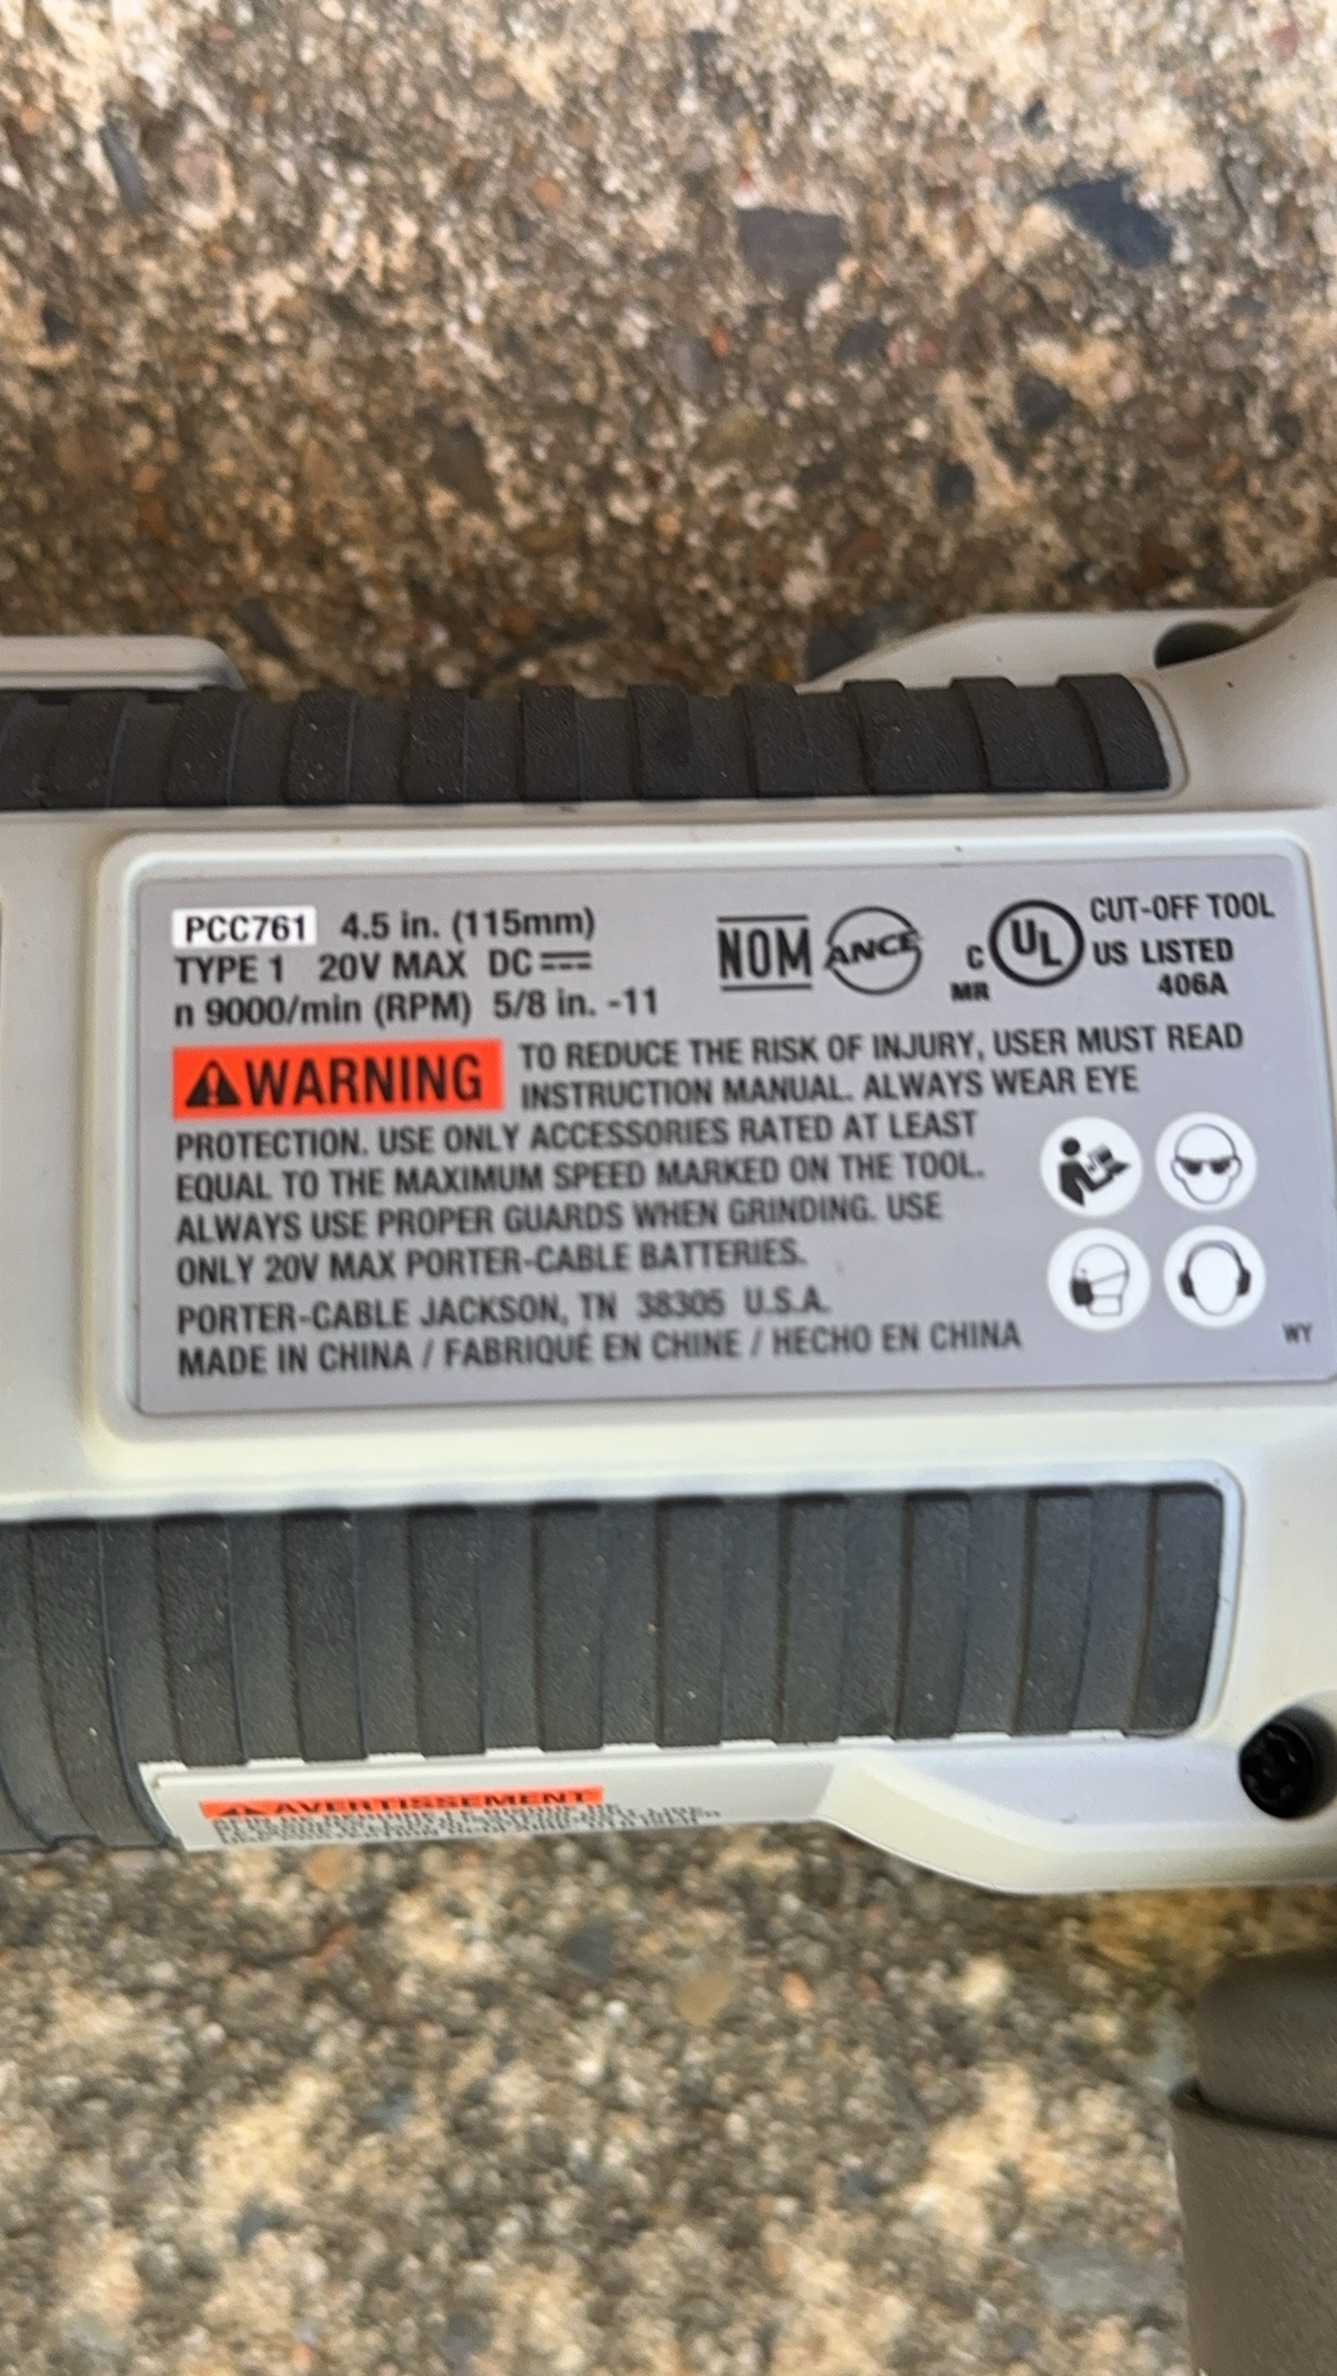 PCC761 4.5 in. (115mm)
TYPE 1 20V MAX DC
n 9000/min (RPM) 5/8 in. -11
NOM ANCE
C UL US LISTED
MR
CUT-OFF TOOL
406A
WARNING TO REDUCE THE RISK OF INJURY, USER MUST READ
INSTRUCTION MANUAL. ALWAYS WEAR EYE
PROTECTION. USE ONLY ACCESSORIES RATED AT LEAST
EQUAL TO THE MAXIMUM SPEED MARKED ON THE TOOL.
ALWAYS USE PROPER GUARDS WHEN GRINDING. USE
ONLY 20V MAX PORTER-CABLE BATTERIES.
PORTER-CABLE JACKSON, TN 38305 U.S.A.
MADE IN CHINA / FABRIQUÉ EN CHINE / HECHO EN CHINA
WY
AVERTISSEMENT